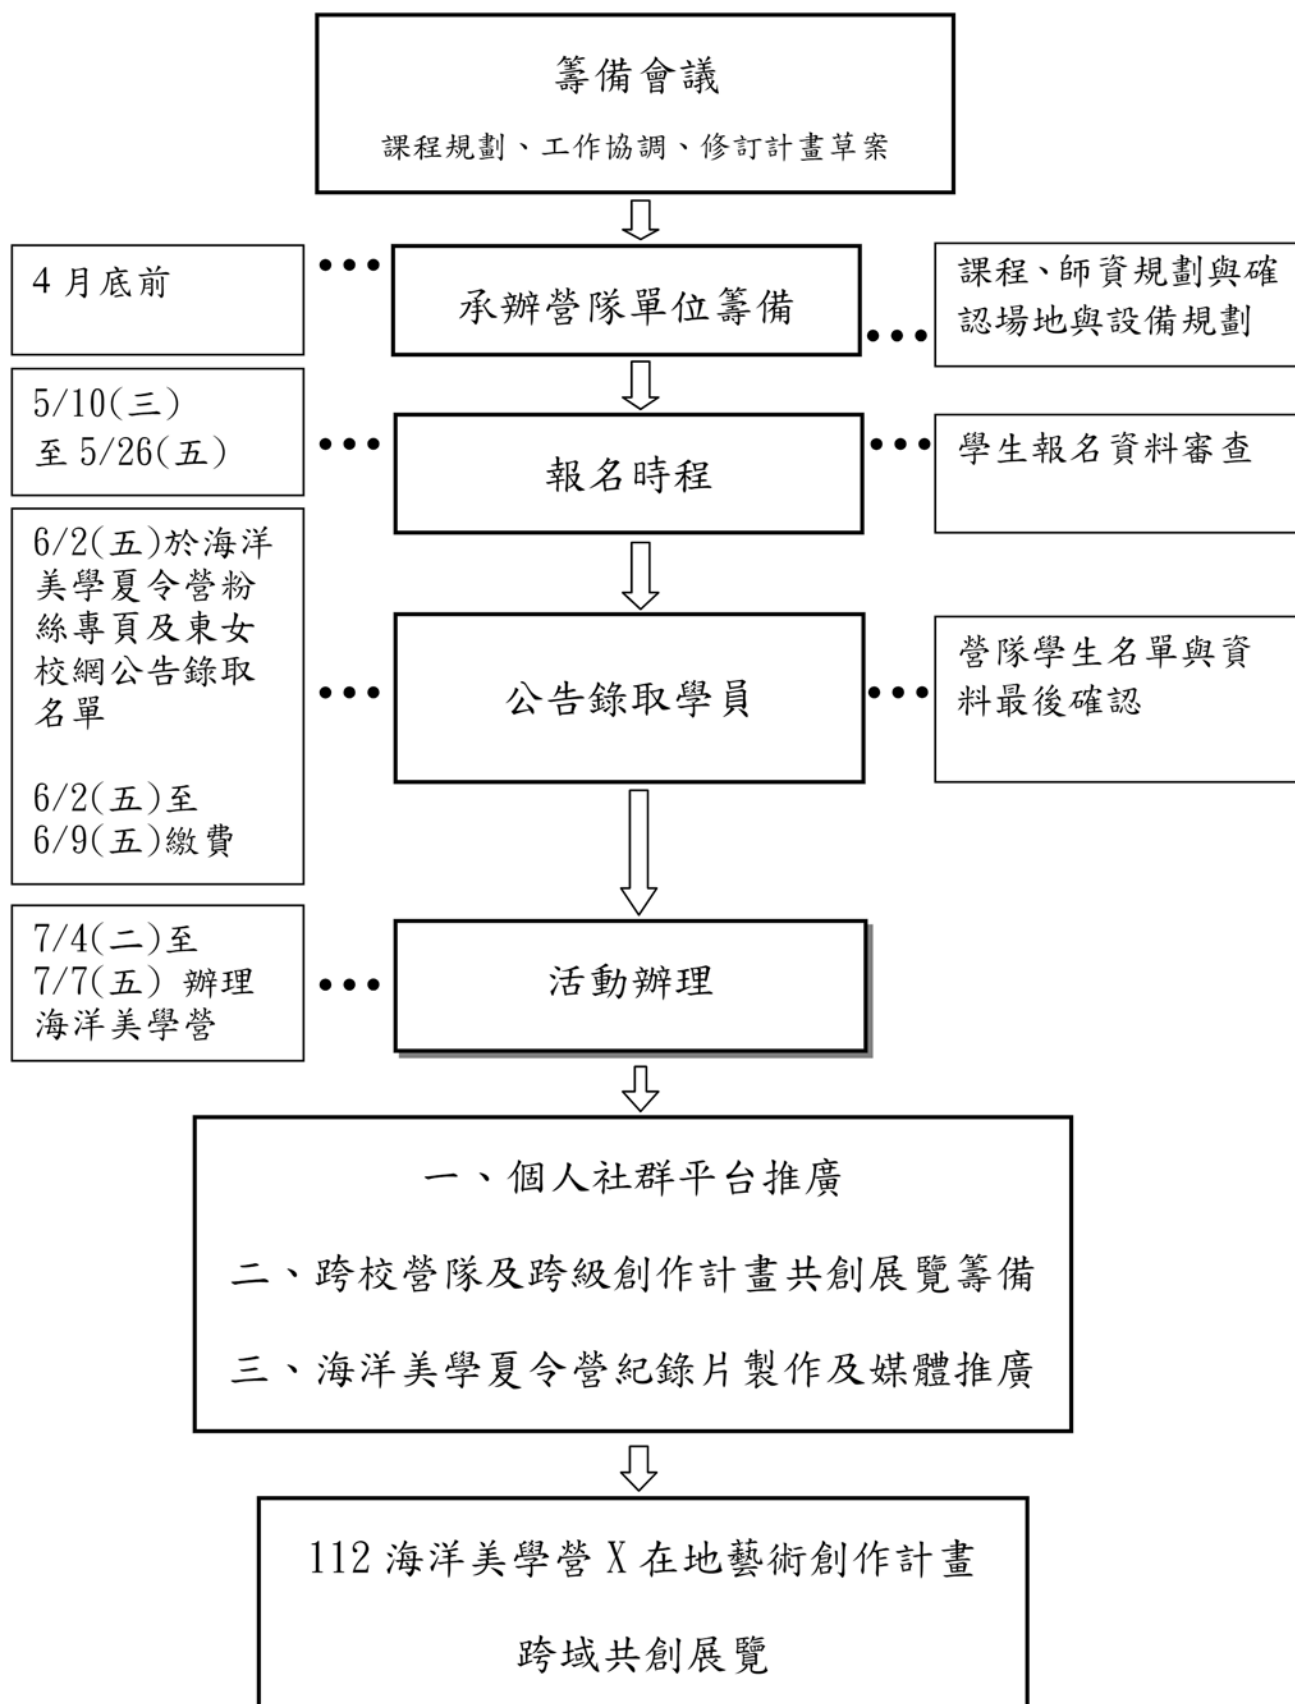 籌備會議
課程規劃、工作協調、修訂計畫草案
4 月底前
承辦營隊單位籌備
課程、師資規劃與確
認場地與設備規劃
5/10(三)
至 5/26(五)
報名時程
學生報名資料審查
6/2(五)於海洋
美學夏令營粉
絲專頁及東女
校網公告錄取
名單
6/2(五)至
6/9(五)繳費
公告錄取學員
營隊學生名單與資
料最後確認
7/4(二)至
7/7(五) 辦理
海洋美學營
活動辦理
一、個人社群平台推廣
二、跨校營隊及跨級創作計畫共創展覽籌備
三、海洋美學夏令營紀錄片製作及媒體推廣
112 海洋美學營 X 在地藝術創作計畫
跨域共創展覽